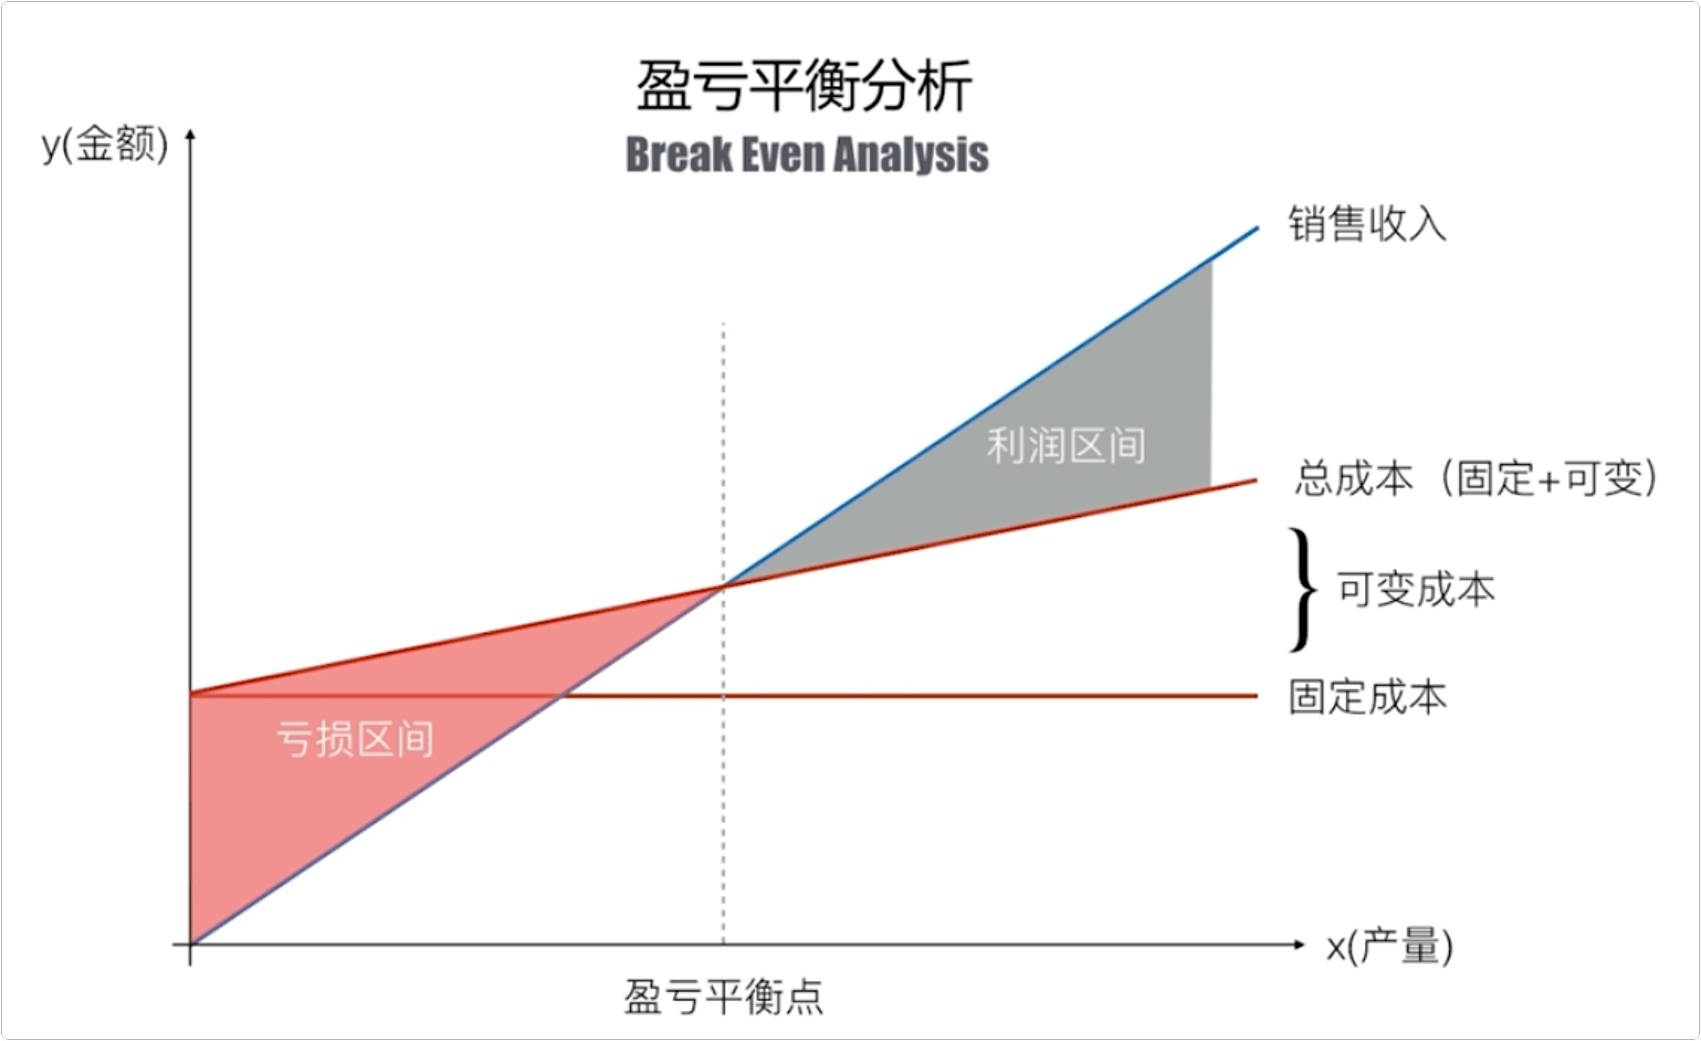 盈亏平衡分析
Break Even Analysis
y(金额)
销售收入
利润区间
总成本（固定+可变）
可变成本
固定成本
亏损区间
x(产量)
盈亏平衡点